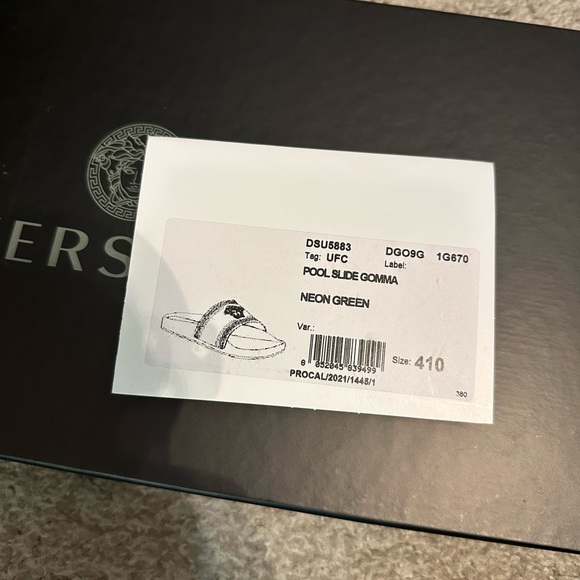 ERS
DSU5883 DGO9G 1G670
Tag: UFC Label:
POOL SLIDE GOMMA
NEON GREEN
Var.:
8 052045 839499
Size: 410
PROCAL/2021/1445/1
380